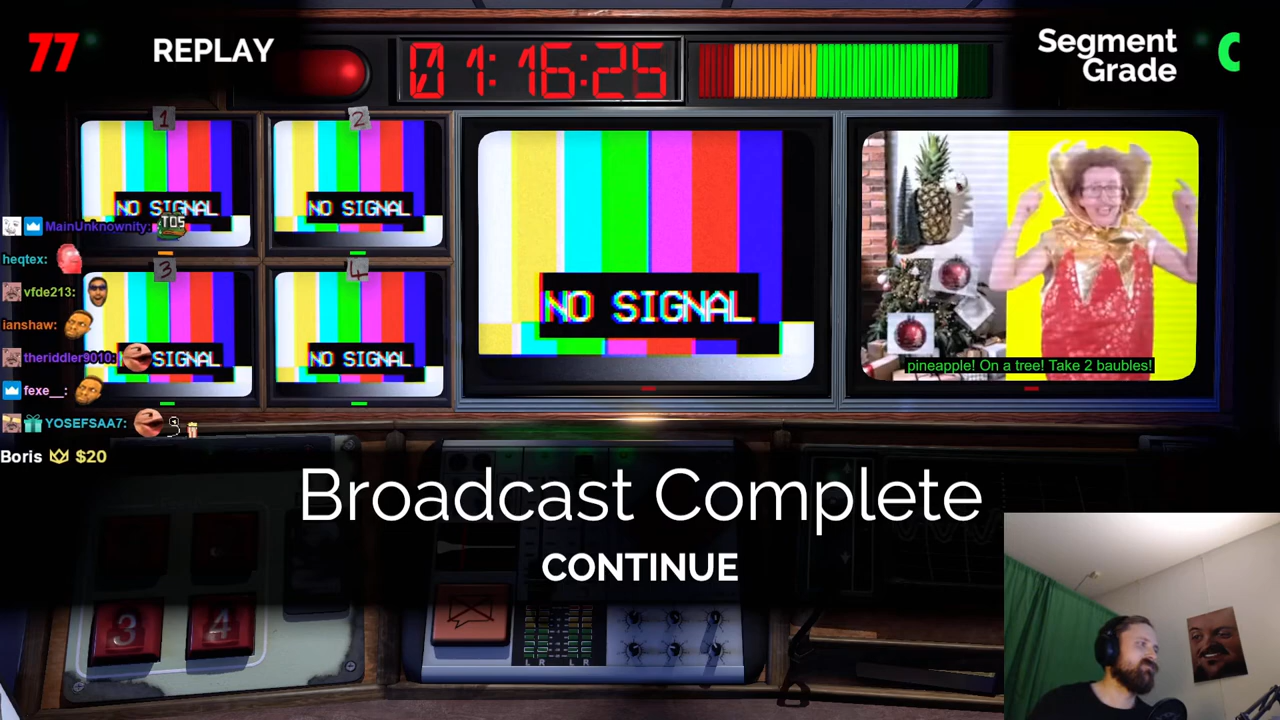 77
REPLAY
01:16:25
Segment
Grade
C
1
2
NO SIGNAL
NO SIGNAL
NO SIGNAL
MainUnknownity:
TOS
heqtex:
3
4
vfde213:
ianshaw:
theriddler9010:
SIGNAL
NO SIGNAL
pineapple! On a tree! Take 2 baubles!
fexe__:
YOSEFSAA7:
Boris $20
Broadcast Complete
CONTINUE
3
4
L R L R